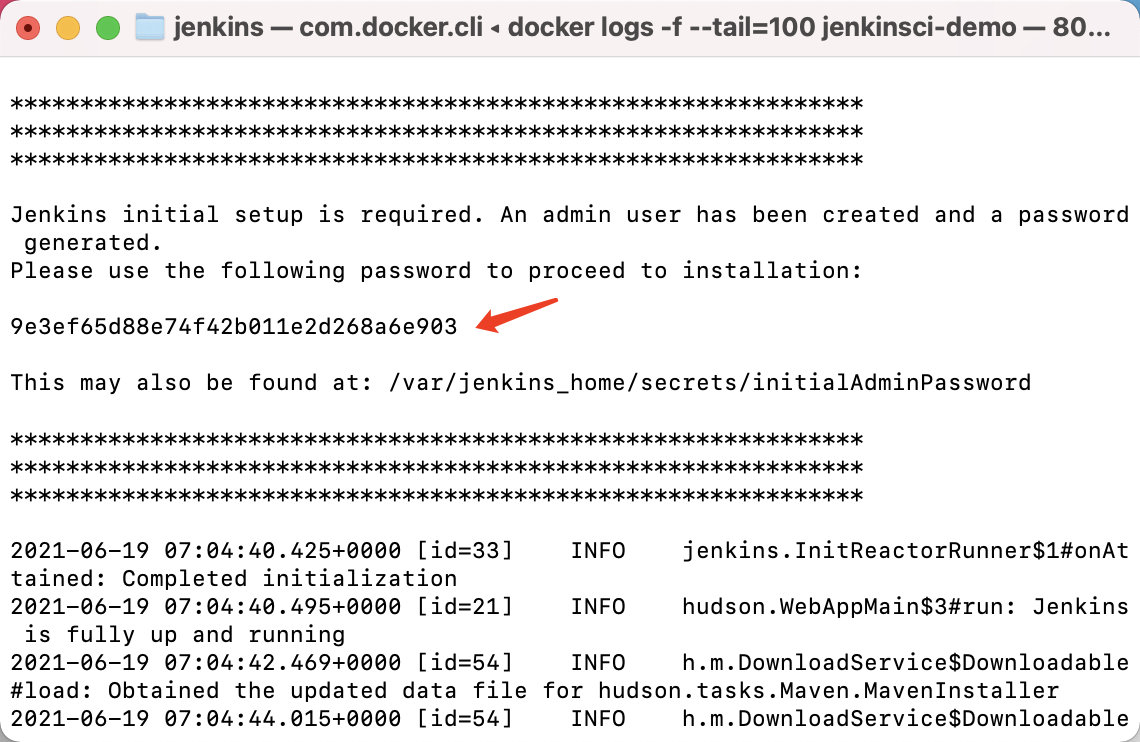 jenkins — com.docker.cli ◂ docker logs -f --tail=100 jenkinsci-demo — 80...
*************************************************************
*************************************************************
*************************************************************
Jenkins initial setup is required. An admin user has been created and a password
 generated.
Please use the following password to proceed to installation:
9e3ef65d88e74f42b011e2d268a6e903
This may also be found at: /var/jenkins_home/secrets/initialAdminPassword
*************************************************************
*************************************************************
*************************************************************
2021-06-19 07:04:40.425+0000 [id=33]    INFO    jenkins.InitReactorRunner$1#onAt
tained: Completed initialization
2021-06-19 07:04:40.495+0000 [id=21]    INFO    hudson.WebAppMain$3#run: Jenkins
 is fully up and running
2021-06-19 07:04:42.469+0000 [id=54]    INFO    h.m.DownloadService$Downloadable
#load: Obtained the updated data file for hudson.tasks.Maven.MavenInstaller
2021-06-19 07:04:44.015+0000 [id=54]    INFO    h.m.DownloadService$Downloadable